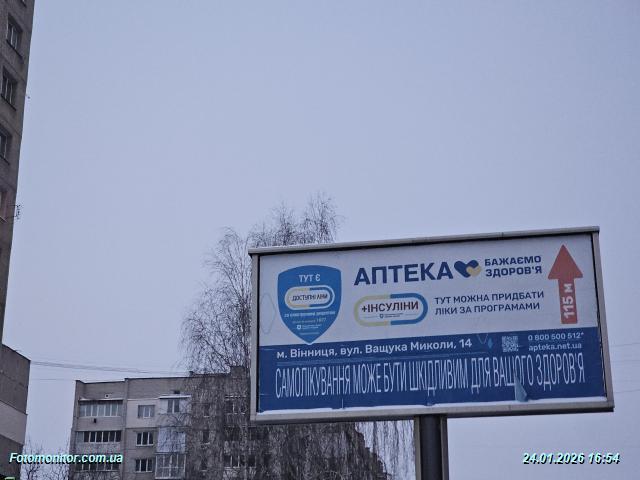 ТУТ Є
ДОСТУПНІ ЛІКИ
АПТЕКА
БАЖАЄМО
ЗДОРОВ'Я
+ІНСУЛІНИ
ТУТ МОЖНА ПРИДБАТИ
ЛІКИ ЗА ПРОГРАМАМИ
115 м
м. Вінниця, вул. Ващука Миколи, 14
0 800 500 512*
apteka.net.ua
САМОЛІКУВАННЯ МОЖЕ БУТИ ШКІДЛИВИМ ДЛЯ ВАШОГО ЗДОРОВ'Я
Fotomonitor.com.ua
24.01.2026 16:54